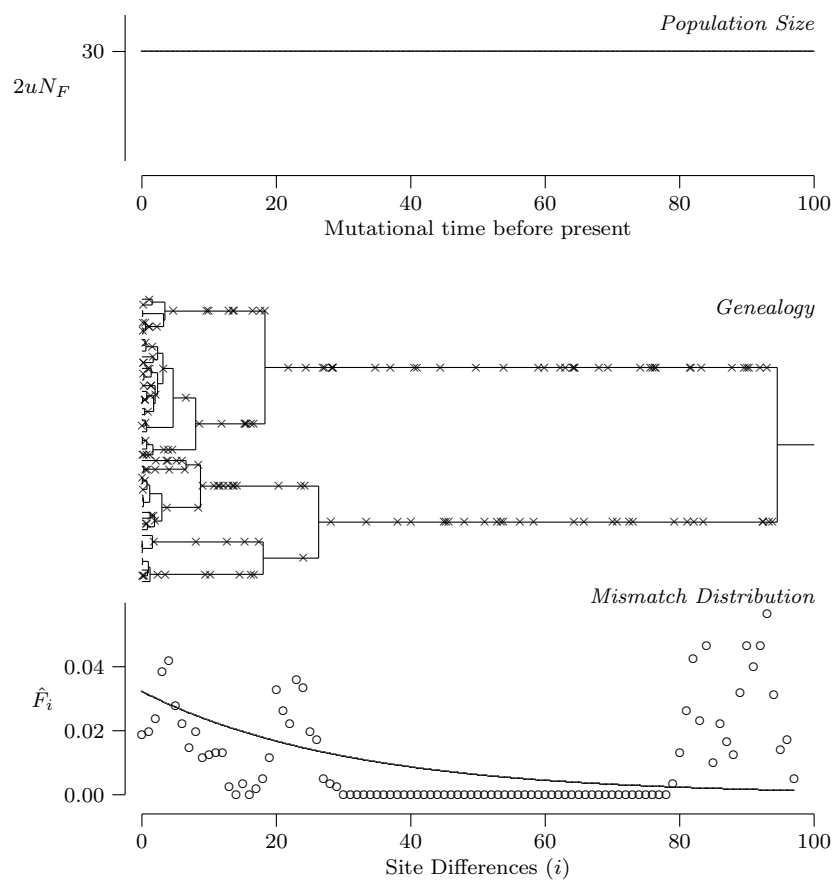 Population Size
30
2uN_F
0 20 40 60 80 100
Mutational time before present
Genealogy
Mismatch Distribution
0.04
F̂_i
0.02
0.00
0 20 40 60 80 100
Site Differences (i)